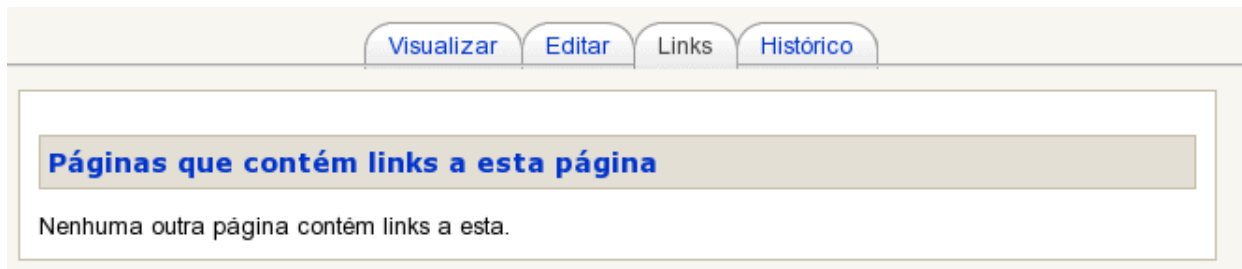 Visualizar Editar Links Histórico
Páginas que contém links a esta página
Nenhuma outra página contém links a esta.